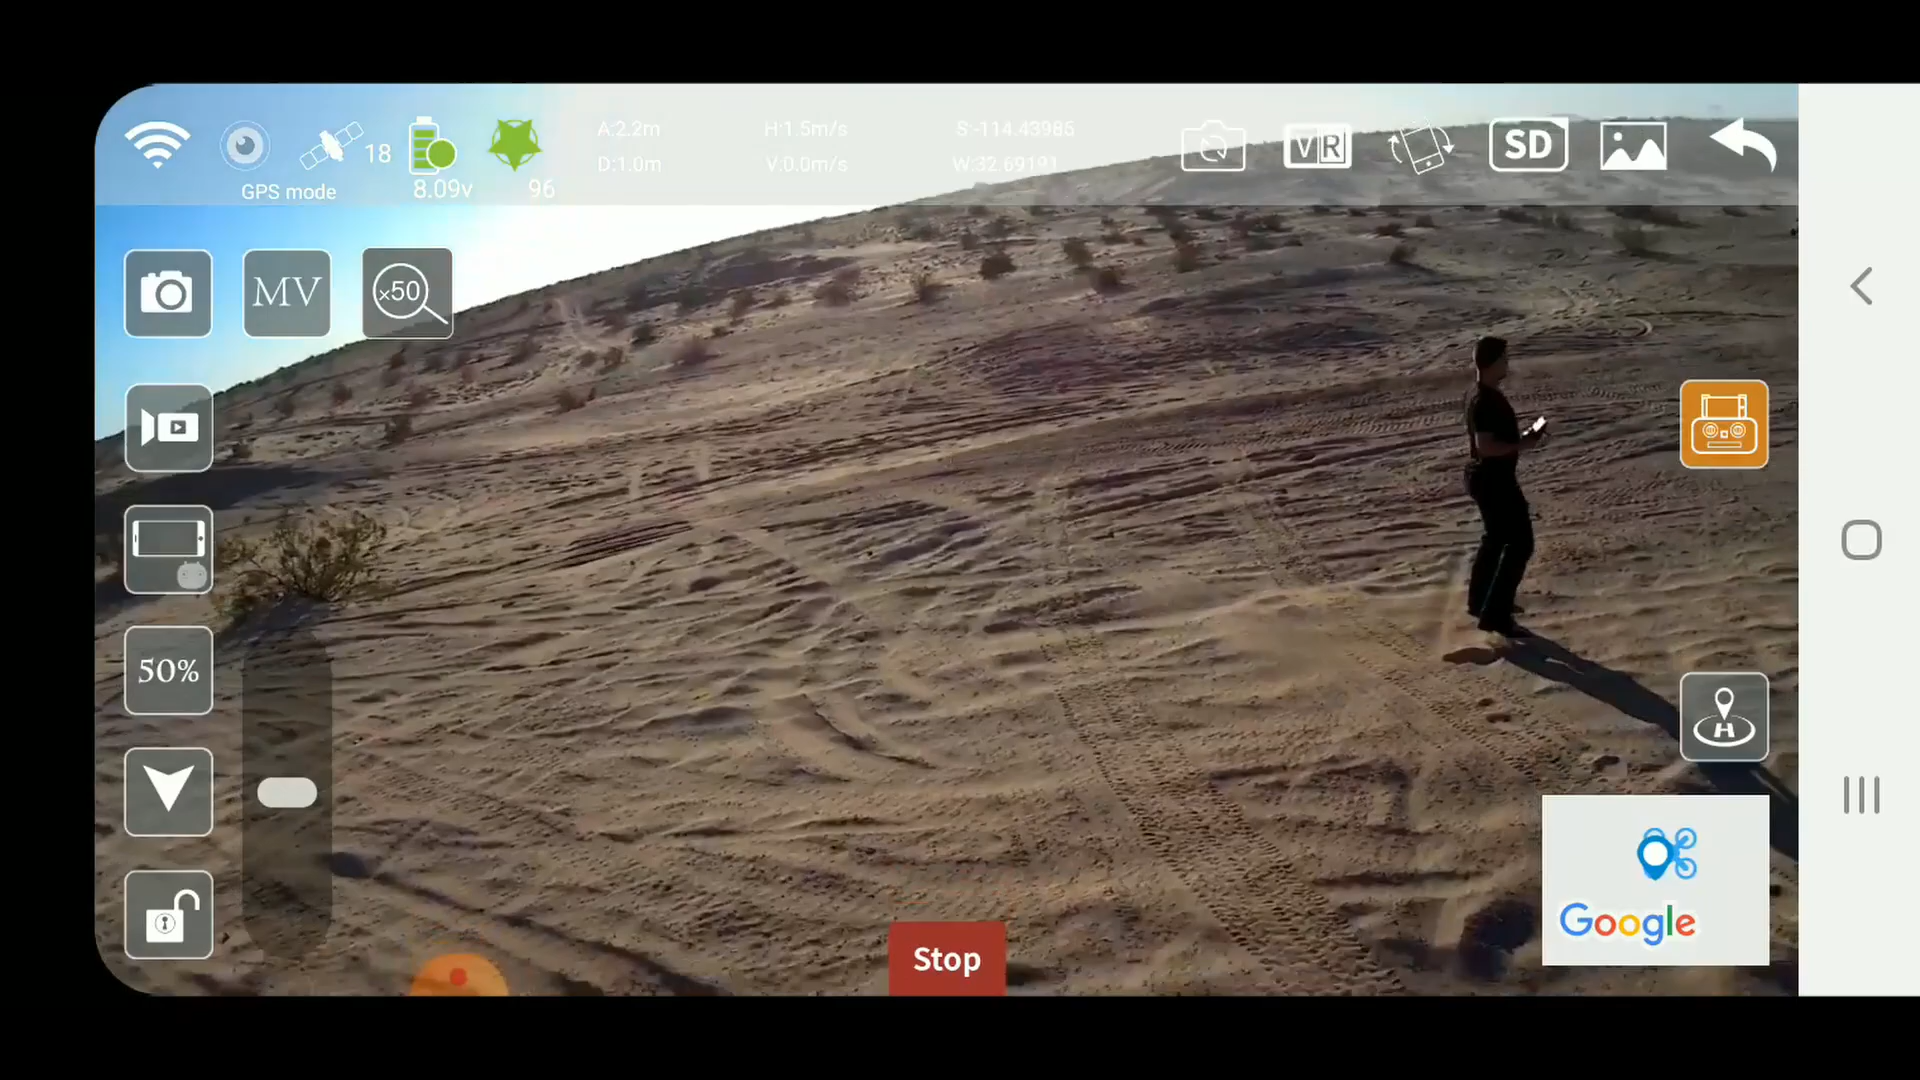 18
GPS mode
8.09v
96
A:2.2m
H:1.5m/s
S:-114.43985
D:1.0m
V:0.0m/s
W:32.69191
VR
SD
MV
×50
50%
H
Stop
Google